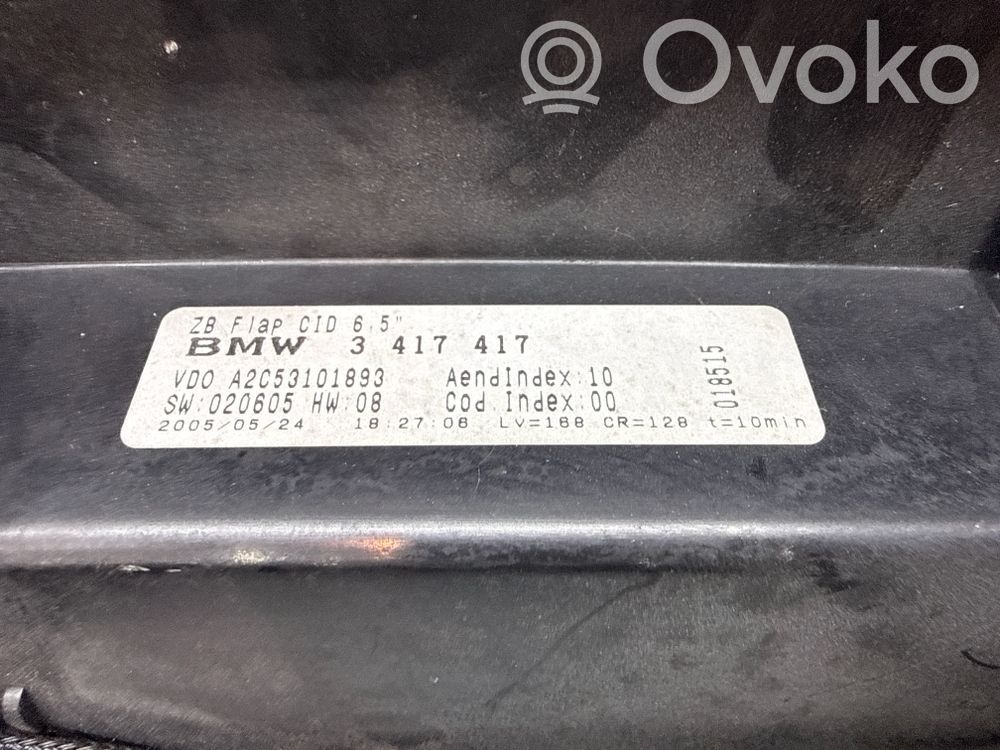 Ovoko
ZB Flap CID 6.5"
BMW 3 417 417
VDO A2C53101893 AendIndex:10
SW:020605 HW:08 Cod.Index:00
2005/05/24 18:27:06 LV=168 CR=128 t=10min
018515